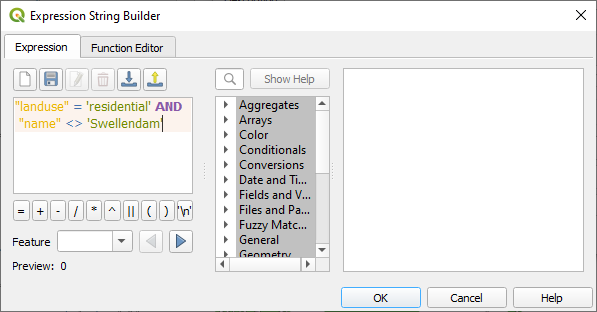 Expression String Builder
Expression
Function Editor
"landuse" = 'residential' AND
"name" <> 'Swellendam'
= + - / * ^ || ( ) '\n'
Feature
Preview: 0
Show Help
Aggregates
Arrays
Color
Conditionals
Conversions
Date and Ti...
Fields and V...
Files and Pa...
Fuzzy Matc...
General
Geometry
OK
Cancel
Help